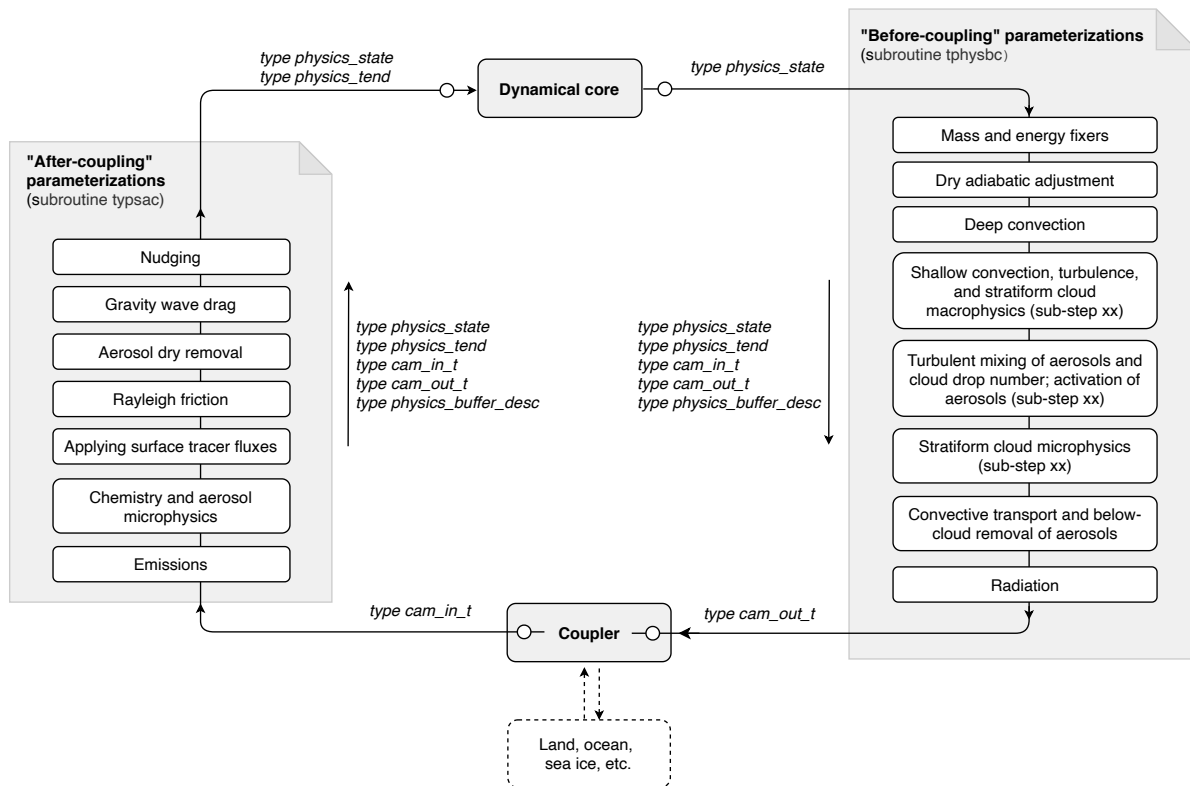 type physics_state
type physics_tend
Dynamical core
type physics_state
"Before-coupling" parameterizations
(subroutine tphysbc)
Mass and energy fixers
Dry adiabatic adjustment
Deep convection
Shallow convection, turbulence,
and stratiform cloud
macrophysics (sub-step xx)
Turbulent mixing of aerosols and
cloud drop number; activation of
aerosols (sub-step xx)
Stratiform cloud microphysics
(sub-step xx)
Convective transport and below-
cloud removal of aerosols
Radiation
type physics_state
type physics_tend
type cam_in_t
type cam_out_t
type physics_buffer_desc
type cam_out_t
Coupler
Land, ocean,
sea ice, etc.
type cam_in_t
"After-coupling"
parameterizations
(subroutine typsac)
Nudging
Gravity wave drag
Aerosol dry removal
Rayleigh friction
Applying surface tracer fluxes
Chemistry and aerosol
microphysics
Emissions
type physics_state
type physics_tend
type cam_in_t
type cam_out_t
type physics_buffer_desc